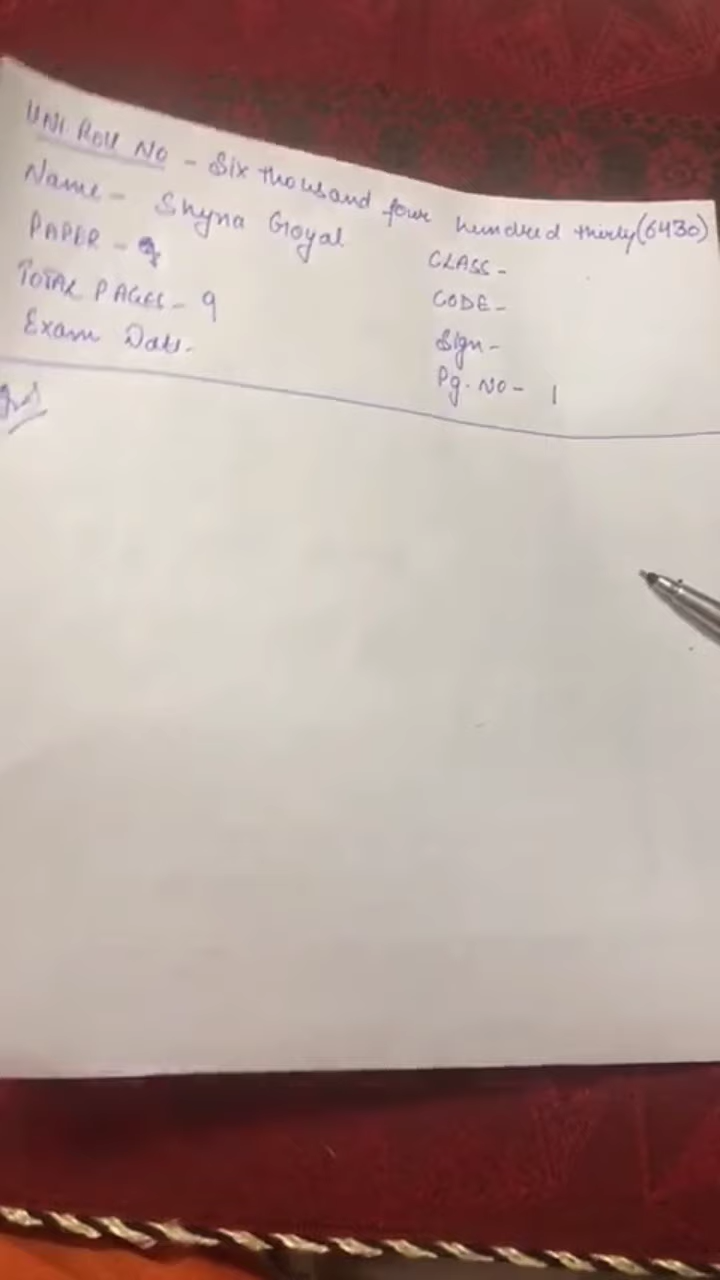 UNI ROLL NO - Six thousand four hundred thirty (6430)
Name - Shyna Goyal
PAPER -
TOTAL PAGES - 9
Exam Date -
CLASS -
CODE -
Sign -
Pg. NO - 1